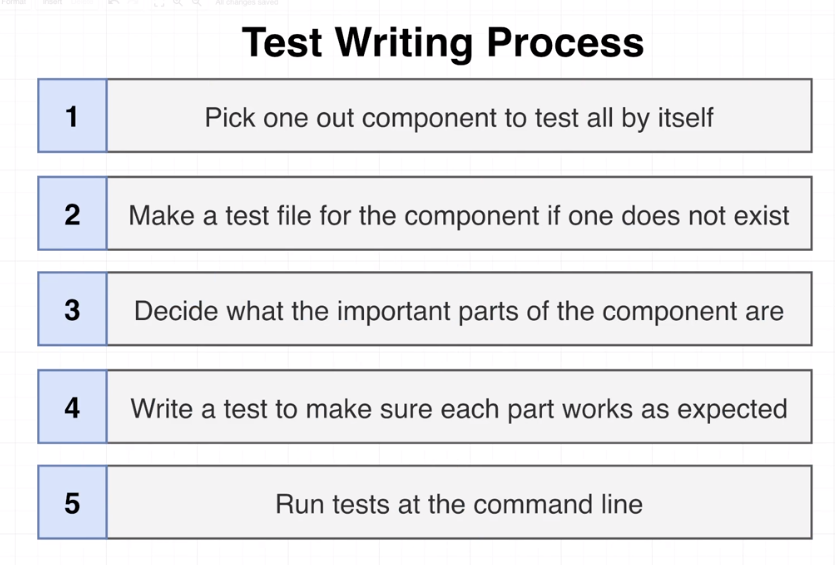 Test Writing Process
1 Pick one out component to test all by itself
2 Make a test file for the component if one does not exist
3 Decide what the important parts of the component are
4 Write a test to make sure each part works as expected
5 Run tests at the command line